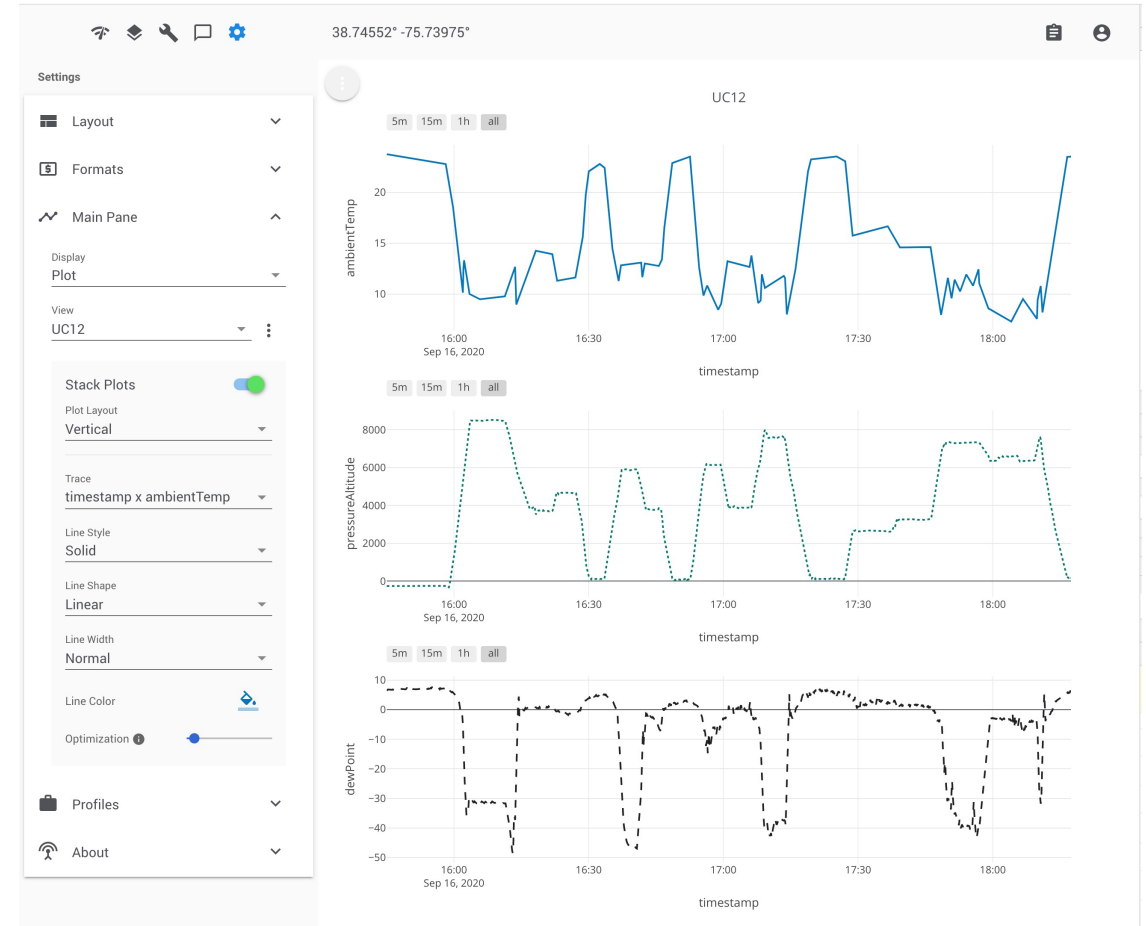 38.74552° -75.73975°
Settings
Layout
Formats
Main Pane
Display
Plot
View
UC12
Stack Plots
Plot Layout
Vertical
Trace
timestamp x ambientTemp
Line Style
Solid
Line Shape
Linear
Line Width
Normal
Line Color
Optimization
Profiles
About
UC12
5m 15m 1h all
ambientTemp
20
15
10
16:00 16:30 17:00 17:30 18:00
Sep 16, 2020
timestamp
5m 15m 1h all
pressureAltitude
8000
6000
4000
2000
0
16:00 16:30 17:00 17:30 18:00
Sep 16, 2020
timestamp
5m 15m 1h all
dewPoint
10
0
−10
−20
−30
−40
−50
16:00 16:30 17:00 17:30 18:00
Sep 16, 2020
timestamp